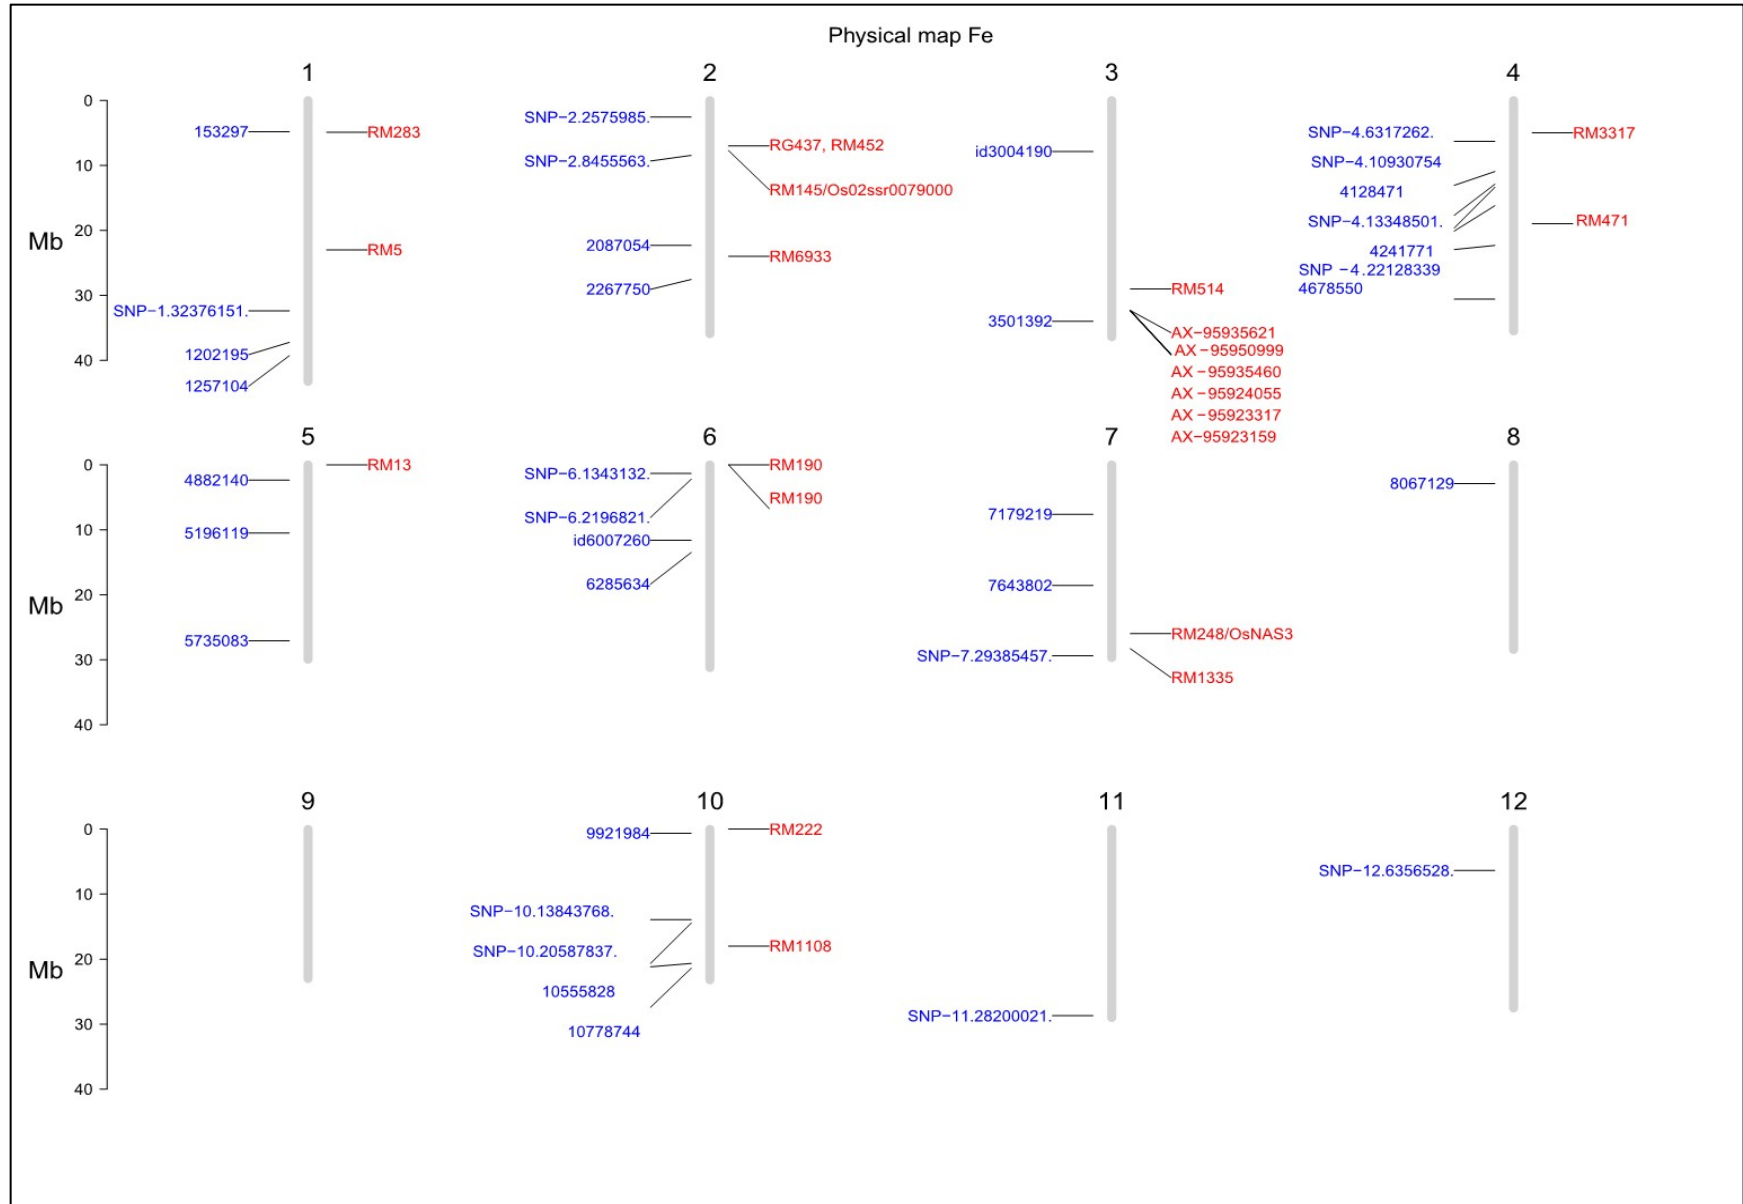 Physical map Fe
1
2
3
4
0
10
20
30
40
Mb
153297
SNP−1.32376151.
1202195
1257104
RM283
RM5
SNP−2.2575985.
SNP−2.8455563.
2087054
2267750
RG437, RM452
RM145/Os02ssr0079000
RM6933
id3004190
3501392
RM514
AX−95935621
AX −95950999
AX −95935460
AX −95924055
AX −95923317
AX−95923159
SNP−4.6317262.
SNP−4.10930754
4128471
SNP−4.13348501.
4241771
SNP −4.22128339
4678550
RM3317
RM471
5
6
7
8
0
10
20
30
40
Mb
4882140
5196119
5735083
RM13
SNP−6.1343132.
SNP−6.2196821.
id6007260
6285634
RM190
RM190
7179219
7643802
SNP−7.29385457.
RM248/OsNAS3
RM1335
8067129
9
10
11
12
0
10
20
30
40
Mb
9921984
SNP−10.13843768.
SNP−10.20587837.
10555828
10778744
RM222
RM1108
SNP−11.28200021.
SNP−12.6356528.